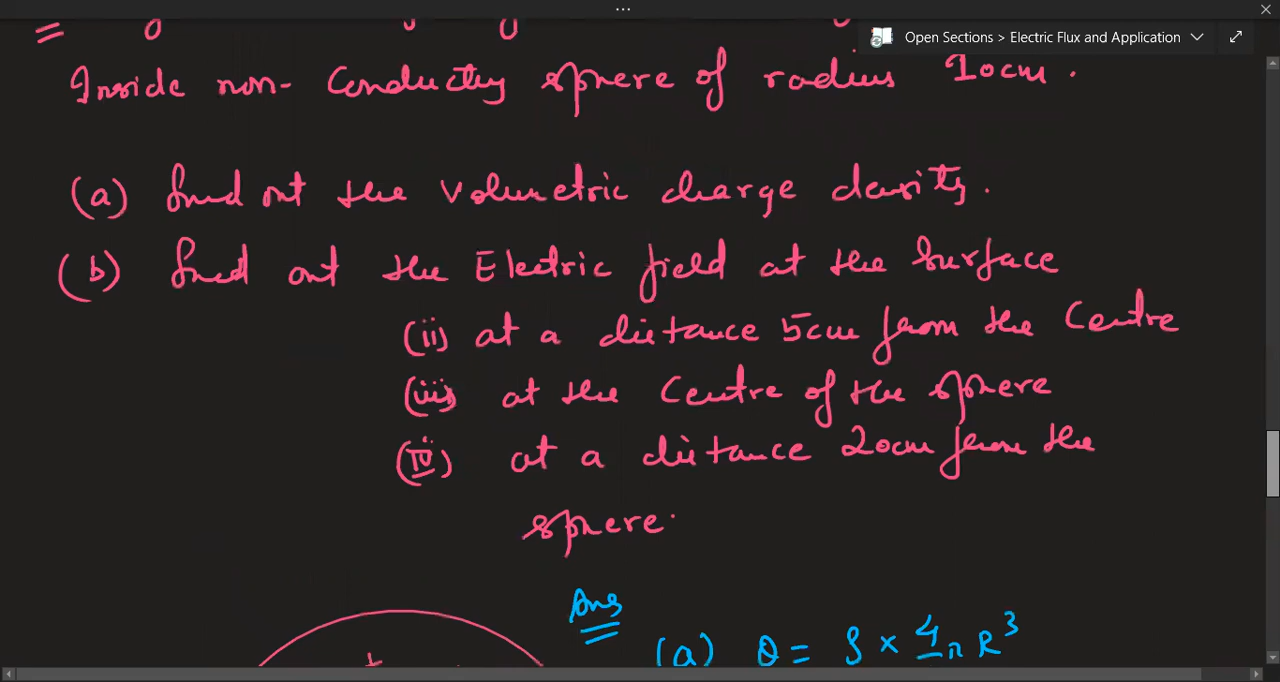 Open Sections > Electric Flux and Application
Inside non-Conducting sphere of radius 10cm.
(a) find out the volumetric charge density.
(b) find out the Electric field at the surface
(ii) at a distance 5cm from the Centre
(iii) at the Centre of the sphere
(iv) at a distance 20cm from the
sphere.
Ans
(a) Q = ρ × 4π R³